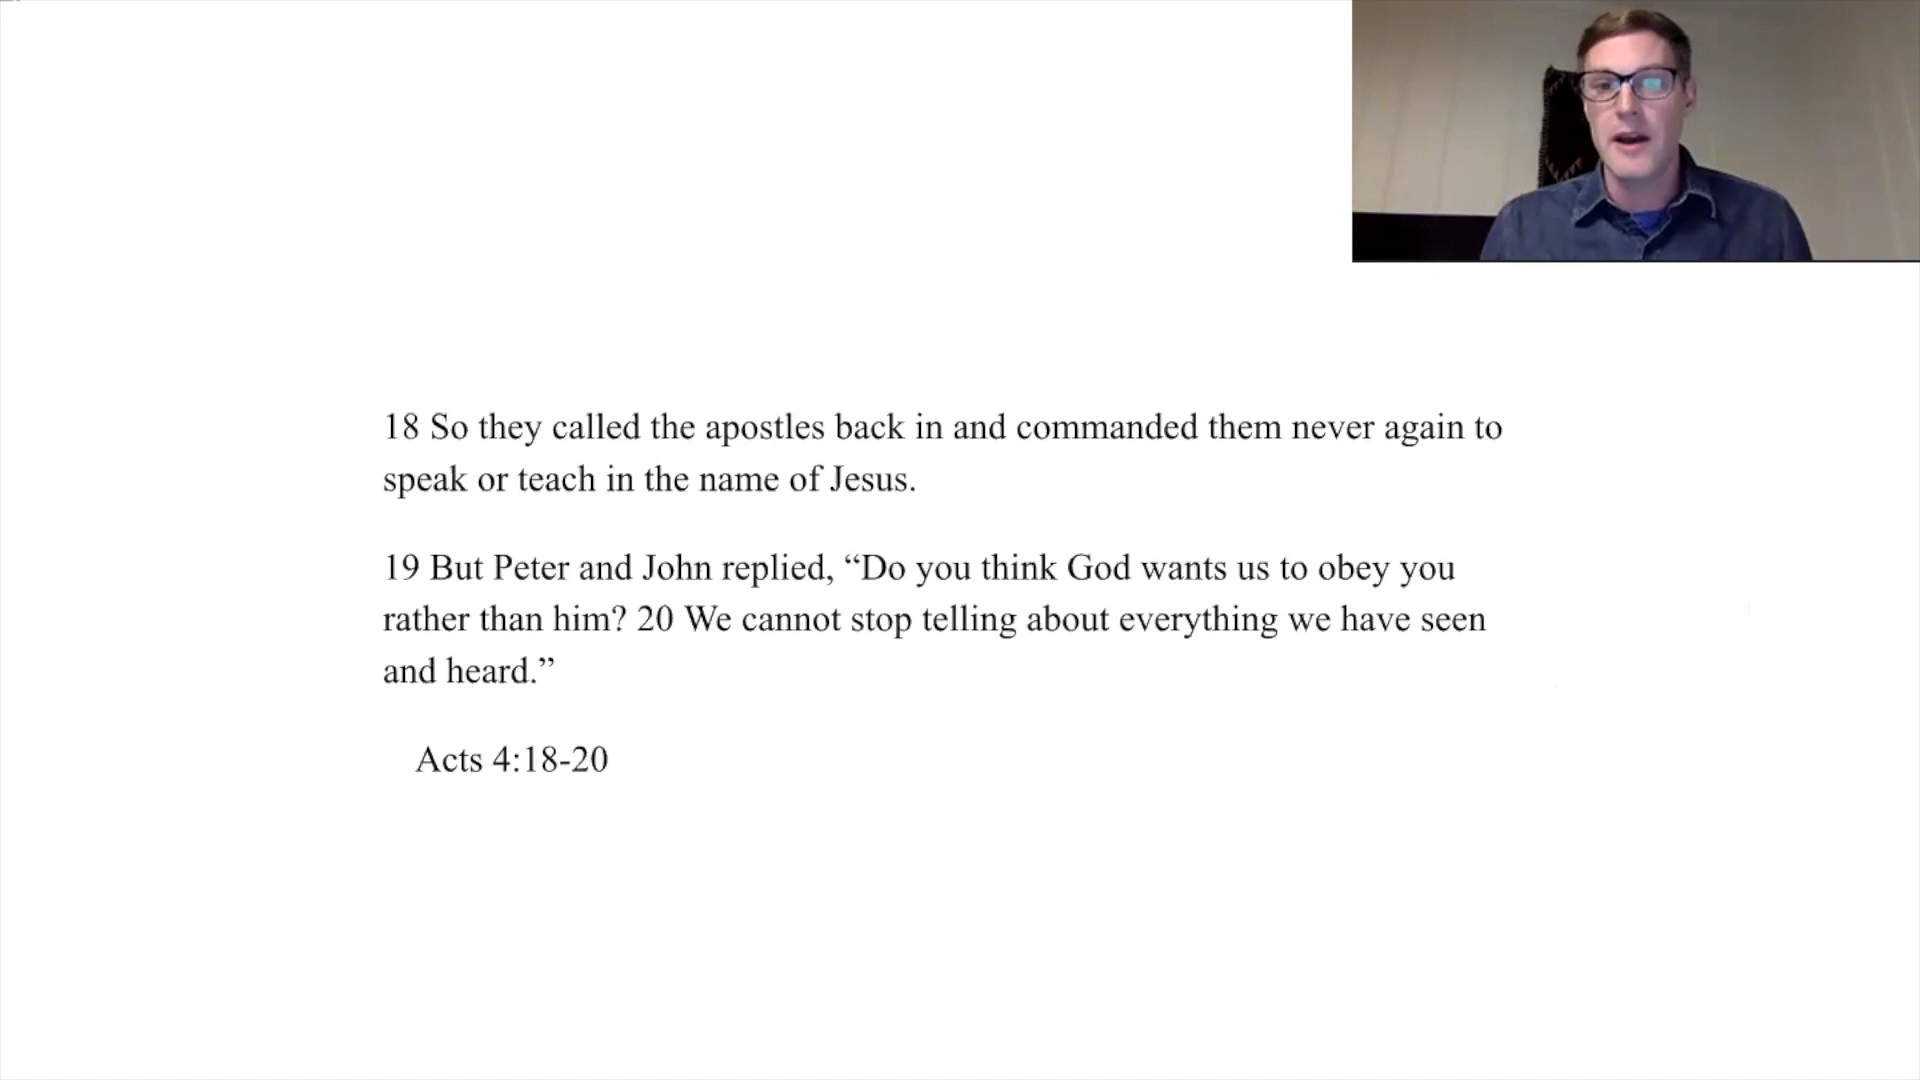 18 So they called the apostles back in and commanded them never again to
speak or teach in the name of Jesus.
19 But Peter and John replied, “Do you think God wants us to obey you
rather than him? 20 We cannot stop telling about everything we have seen
and heard.”
Acts 4:18-20